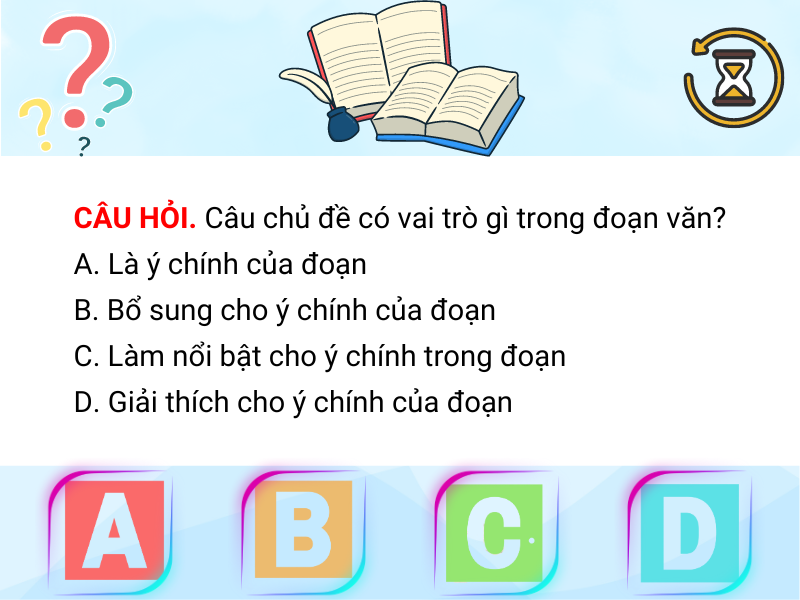 CÂU HỎI. Câu chủ đề có vai trò gì trong đoạn văn?
A. Là ý chính của đoạn
B. Bổ sung cho ý chính của đoạn
C. Làm nổi bật cho ý chính trong đoạn
D. Giải thích cho ý chính của đoạn
A B C D